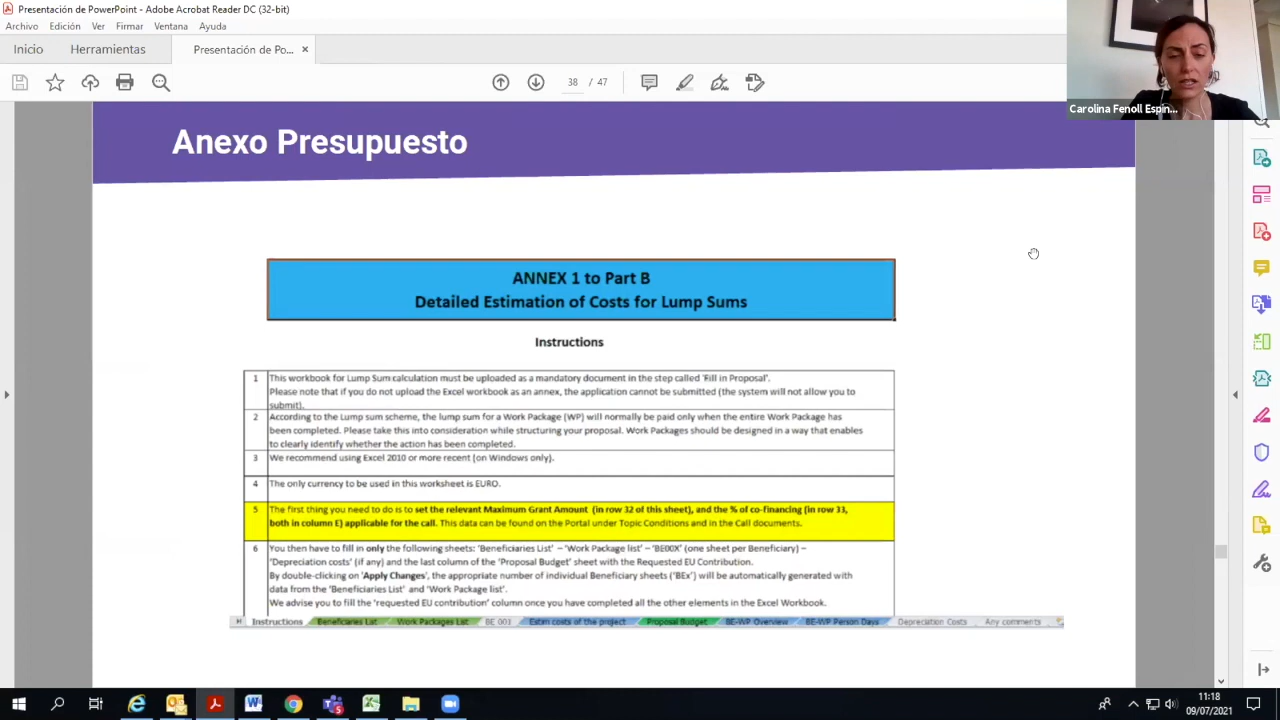 Presentación de PowerPoint - Adobe Acrobat Reader DC (32-bit)
Archivo Edición Ver Firmar Ventana Ayuda
Inicio Herramientas Presentación de Po... ×
38 / 47
Carolina Fenoll Espin...
Anexo Presupuesto
ANNEX 1 to Part B
Detailed Estimation of Costs for Lump Sums
Instructions
1 This workbook for Lump Sum calculation must be uploaded as a mandatory document in the step called 'Fill in Proposal'.
Please note that if you do not upload the Excel workbook as an annex, the application cannot be submitted (the system will not allow you to
submit).
2 According to the Lump sum scheme, the lump sum for a Work Package (WP) will normally be paid only when the entire Work Package has
been completed. Please take this into consideration while structuring your proposal. Work Packages should be designed in a way that enables
to clearly identify whether the action has been completed.
3 We recommend using Excel 2010 or more recent (on Windows only).
4 The only currency to be used in this worksheet is EURO.
5 The first thing you need to do is to set the relevant Maximum Grant Amount (in row 32 of this sheet), and the % of co-financing (in row 33,
both in column E) applicable for the call. This data can be found on the Portal under Topic Conditions and in the Call documents.
6 You then have to fill in only the following sheets: 'Beneficiaries List' – 'Work Package list' – 'BE00X' (one sheet per Beneficiary) –
'Depreciation costs' (if any) and the last column of the 'Proposal Budget' sheet with the Requested EU Contribution.
By double-clicking on 'Apply Changes', the appropriate number of individual Beneficiary sheets ('BEx') will be automatically generated with
data from the 'Beneficiaries List' and 'Work Package list'.
We advise you to fill the 'requested EU contribution' column once you have completed all the other elements in the Excel Workbook.
Instructions Beneficiaries List Work Packages List BE 001 Estim costs of the project Proposal Budget BE-WP Overview BE-WP Person Days Depreciation Costs Any comments
11:18
09/07/2021